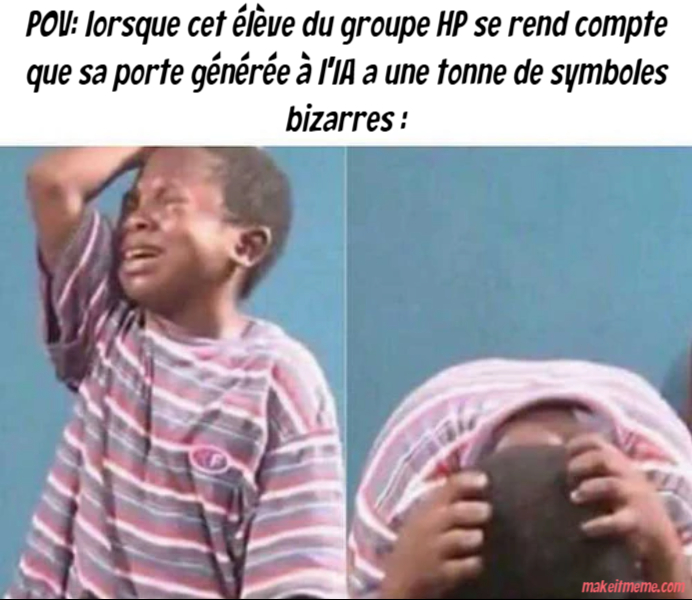 POV: lorsque cet élève du groupe HP se rend compte
que sa porte générée à l'IA a une tonne de symboles
bizarres :
makeitmeme.com